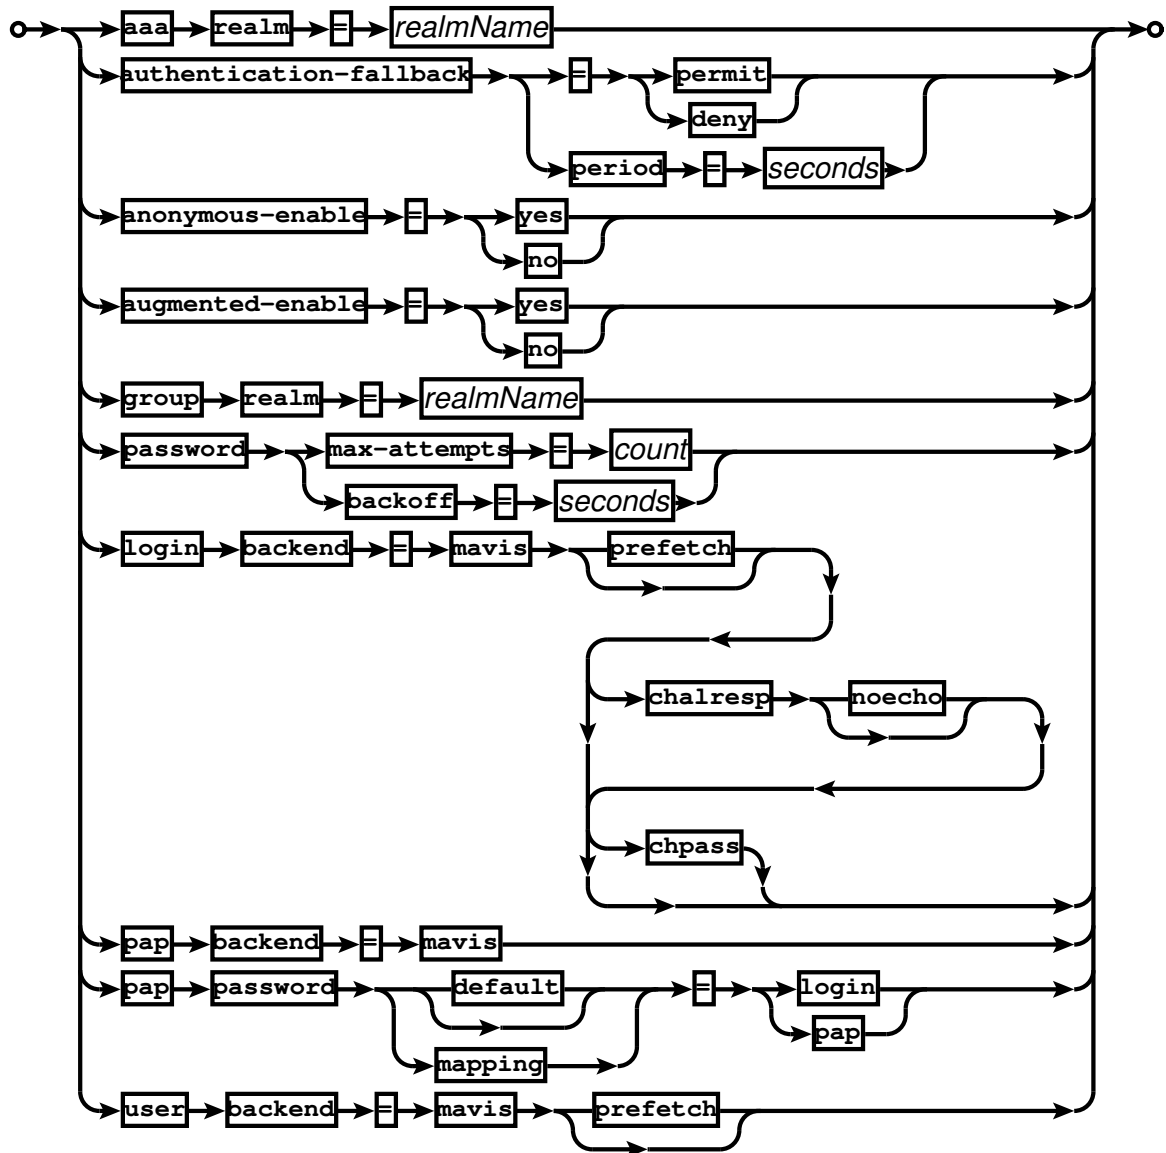 aaa realm = realmName
authentication-fallback = permit
deny
period = seconds
anonymous-enable = yes
no
augmented-enable = yes
no
group realm = realmName
password max-attempts = count
backoff = seconds
login backend = mavis prefetch
chalresp noecho
chpass
pap backend = mavis
pap password default = login
pap
mapping
user backend = mavis prefetch